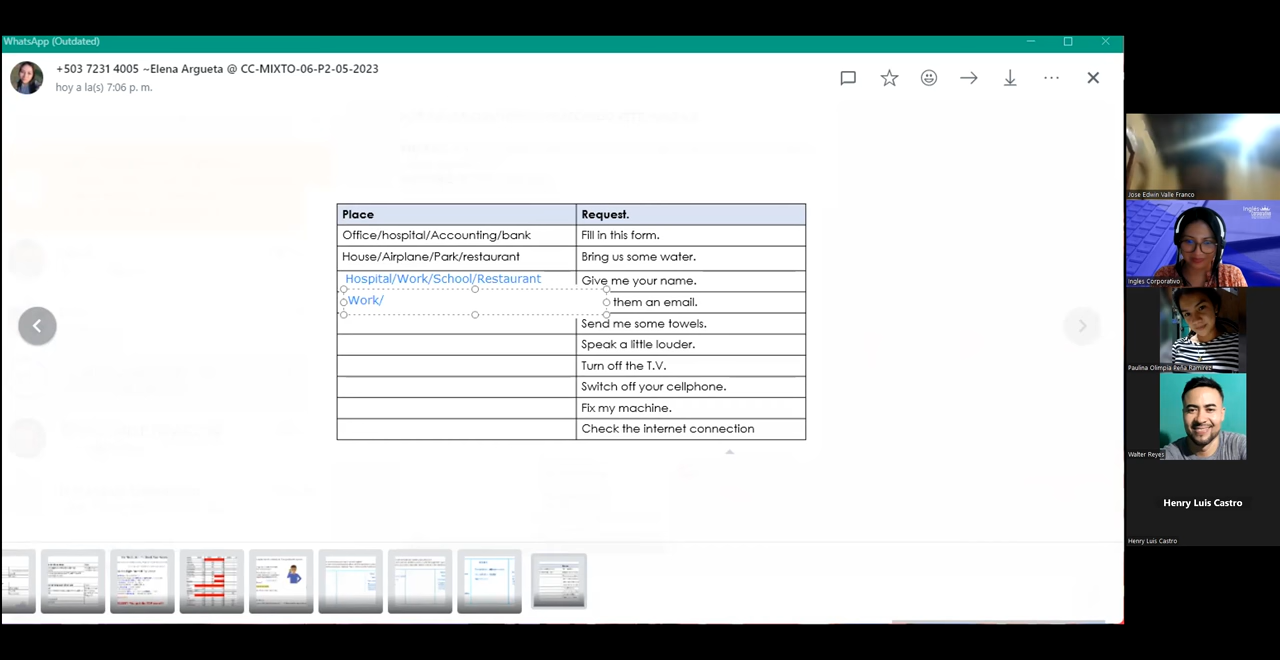 WhatsApp (Outdated)
+503 7231 4005 ~Elena Argueta @ CC-MIXTO-06-P2-05-2023
hoy a la(s) 7:06 p. m.
Place Request.
Office/hospital/Accounting/bank Fill in this form.
House/Airplane/Park/restaurant Bring us some water.
Hospital/Work/School/Restaurant Give me your name.
Work/ them an email.
Send me some towels.
Speak a little louder.
Turn off the T.V.
Switch off your cellphone.
Fix my machine.
Check the internet connection
Jose Edwin Valle Franco
Inglés Corporativo
Ingles Corporativo
Paulina Olimpia Peña Ramirez
Walter Reyes
Henry Luis Castro
Henry Luis Castro